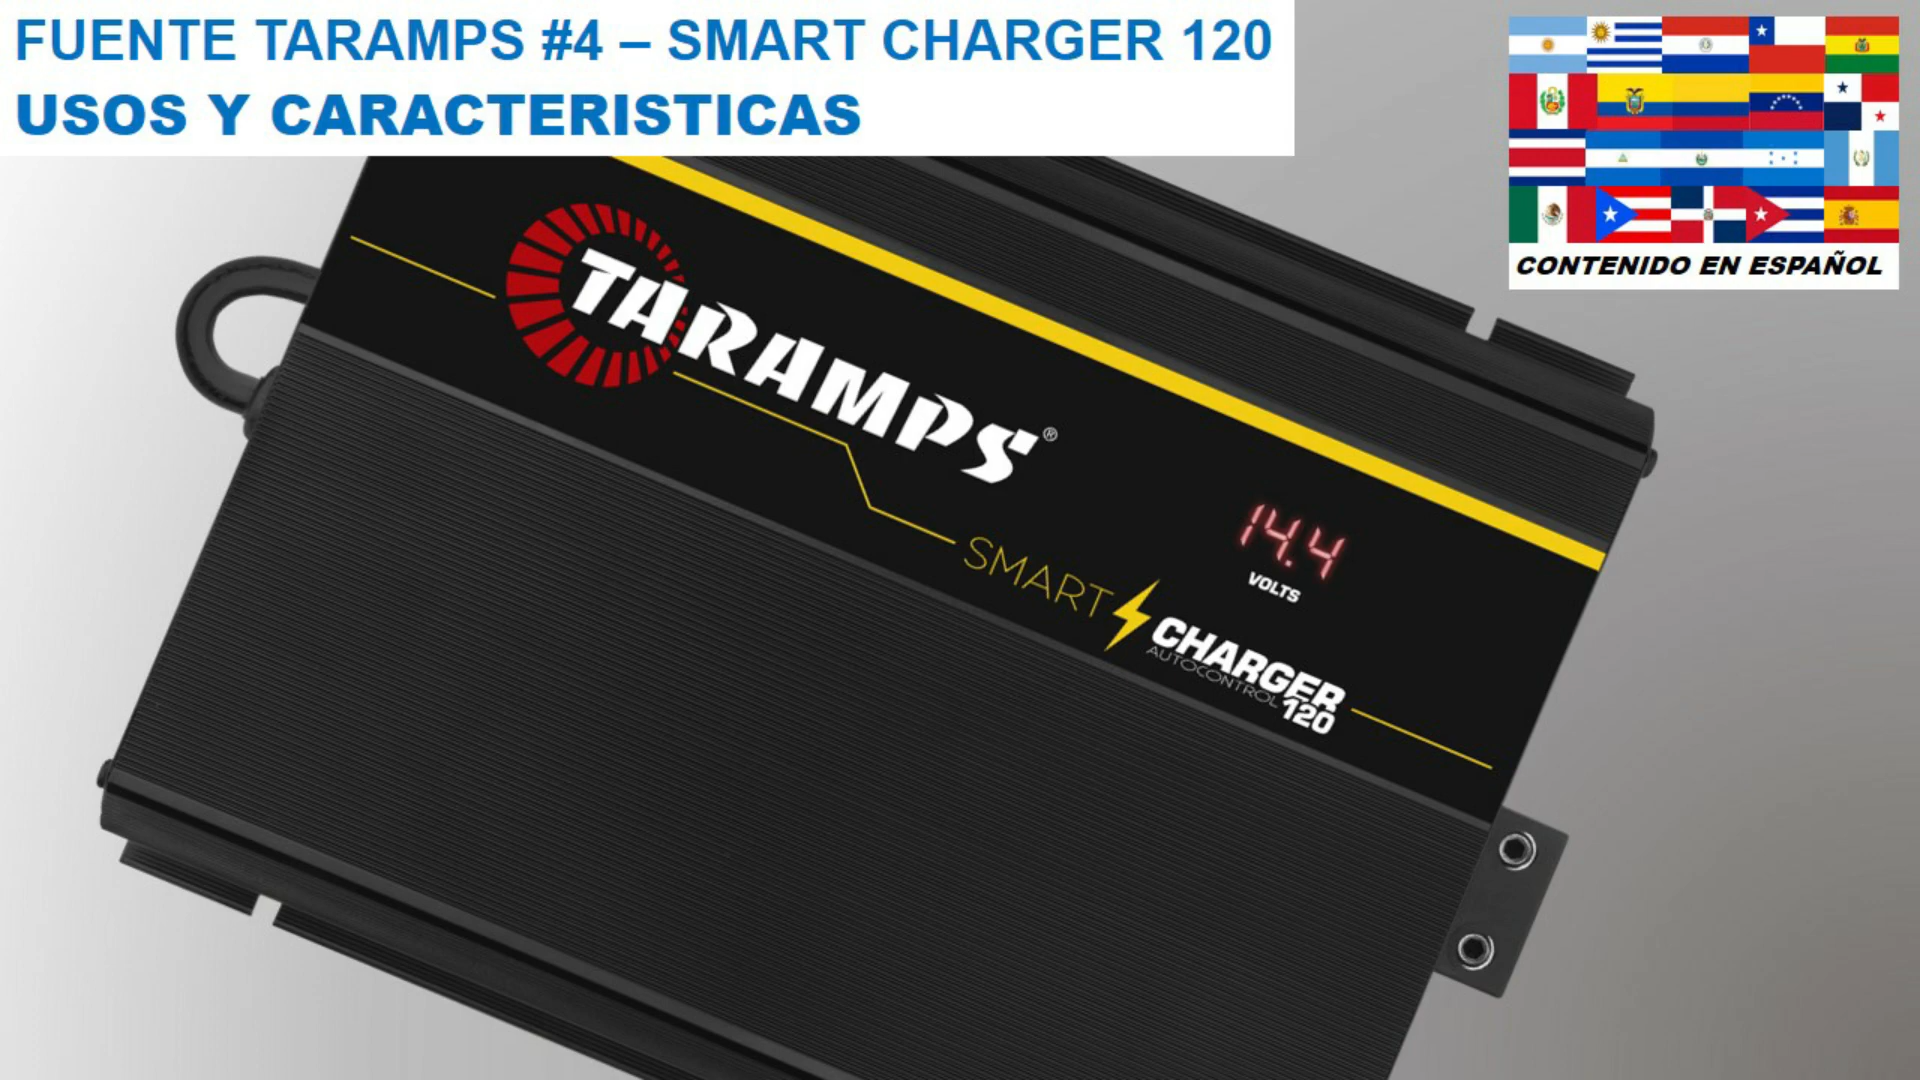 FUENTE TARAMPS #4 – SMART CHARGER 120
USOS Y CARACTERISTICAS
CONTENIDO EN ESPAÑOL
TARAMPS®
14.4
VOLTS
SMART CHARGER
AUTOCONTROL 120